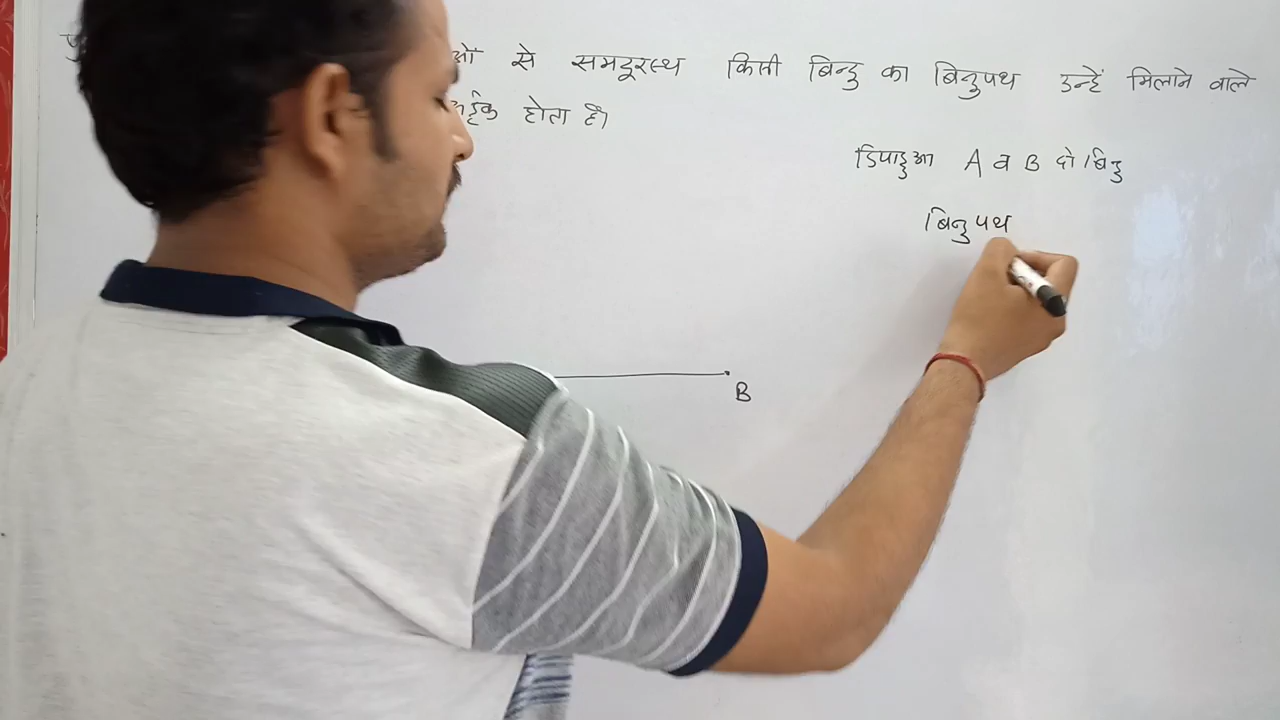 से समदूरस्थ किसी बिन्दु का बिन्दुपथ उन्हें मिलाने वाले
होता है।
A व B दो बिन्दु
बिन्दुपथ
B